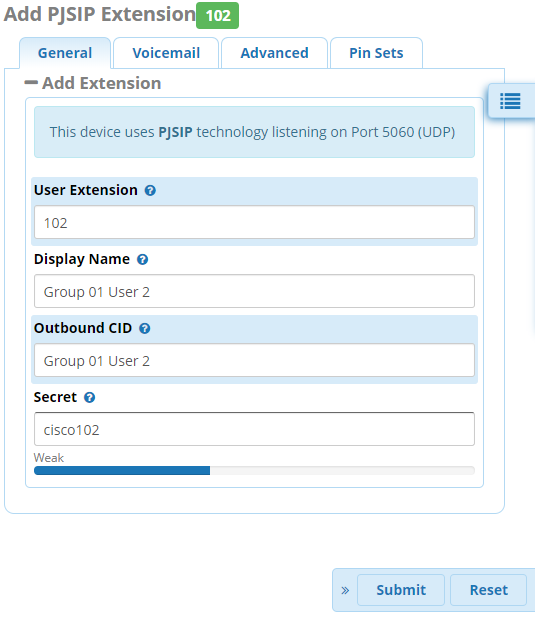 Add PJSIP Extension 102
General Voicemail Advanced Pin Sets
Add Extension
This device uses PJSIP technology listening on Port 5060 (UDP)
User Extension
102
Display Name
Group 01 User 2
Outbound CID
Group 01 User 2
Secret
cisco102
Weak
» Submit Reset